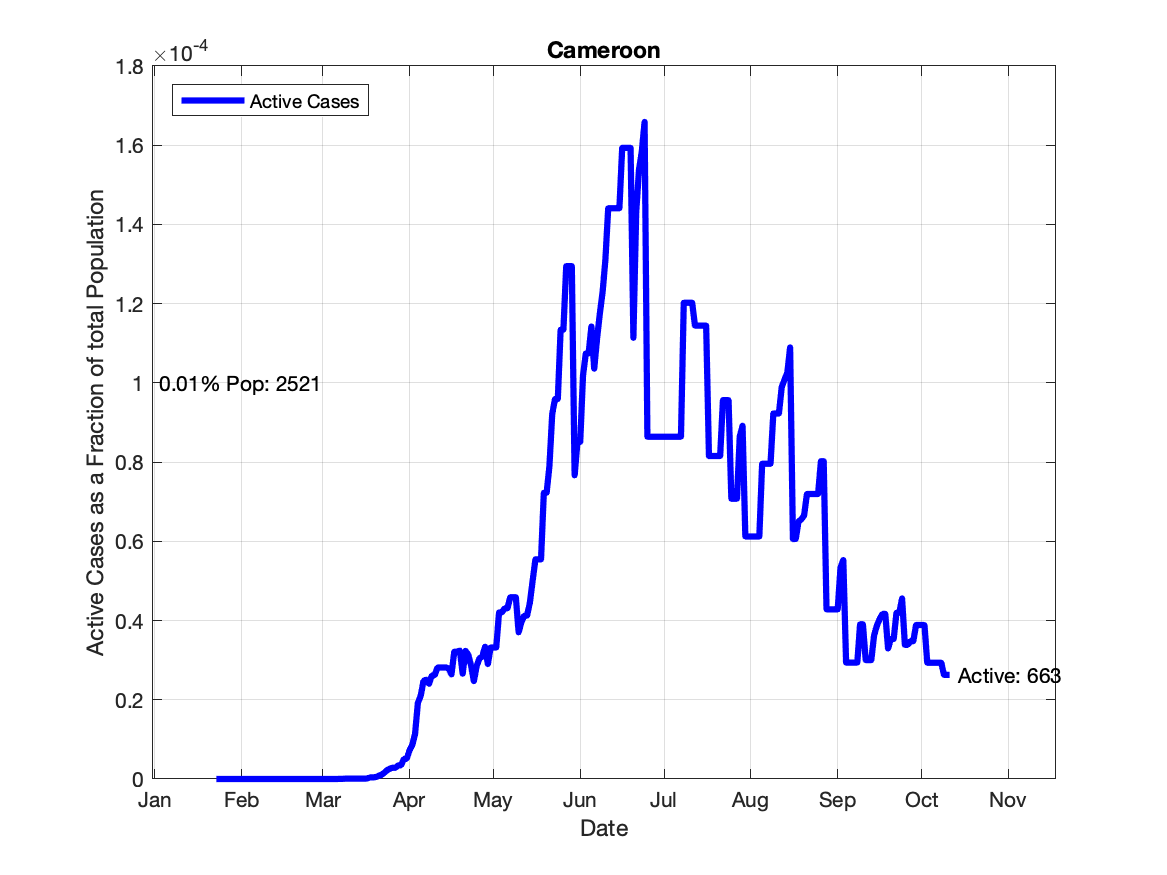 Cameroon
×10-4
1.8
1.6
1.4
1.2
1
0.8
0.6
0.4
0.2
0
Active Cases as a Fraction of total Population
Active Cases
0.01% Pop: 2521
Active: 663
Jan Feb Mar Apr May Jun Jul Aug Sep Oct Nov
Date